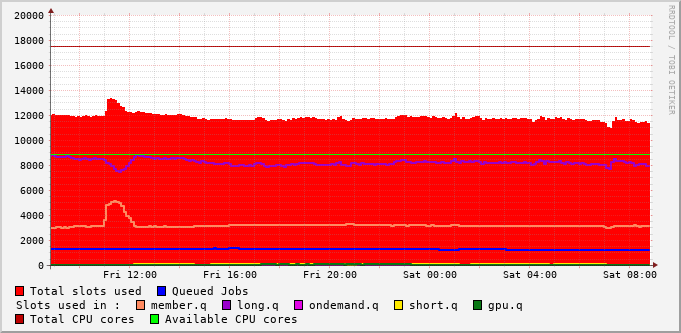 20000
18000
16000
14000
12000
10000
8000
6000
4000
2000
0
Fri 12:00 Fri 16:00 Fri 20:00 Sat 00:00 Sat 04:00 Sat 08:00
Total slots used Queued Jobs
Slots used in : member.q long.q ondemand.q short.q gpu.q
Total CPU cores Available CPU cores
RRDTOOL / TOBI OETIKER